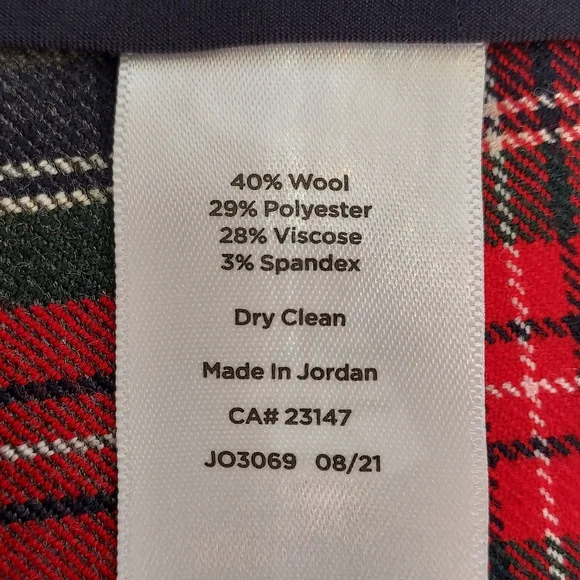 40% Wool
29% Polyester
28% Viscose
3% Spandex
Dry Clean
Made In Jordan
CA# 23147
JO3069 08/21